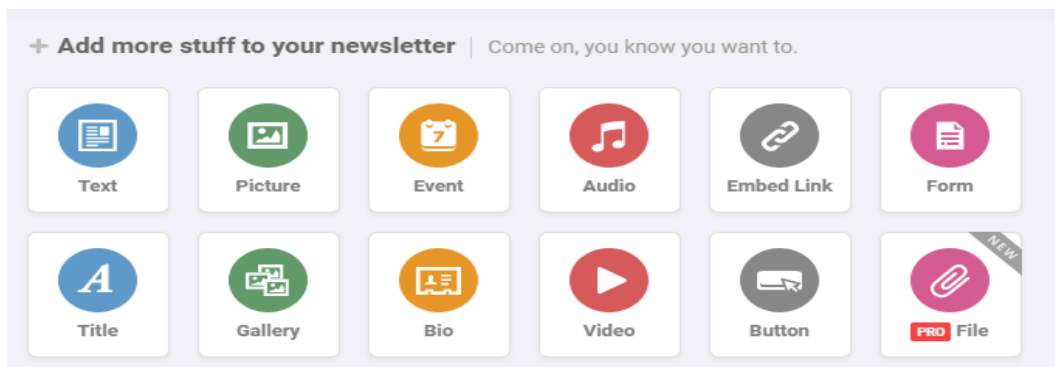 + Add more stuff to your newsletter | Come on, you know you want to.
7
Text Picture Event Audio Embed Link Form
NEW
A
Title Gallery Bio Video Button PRO File